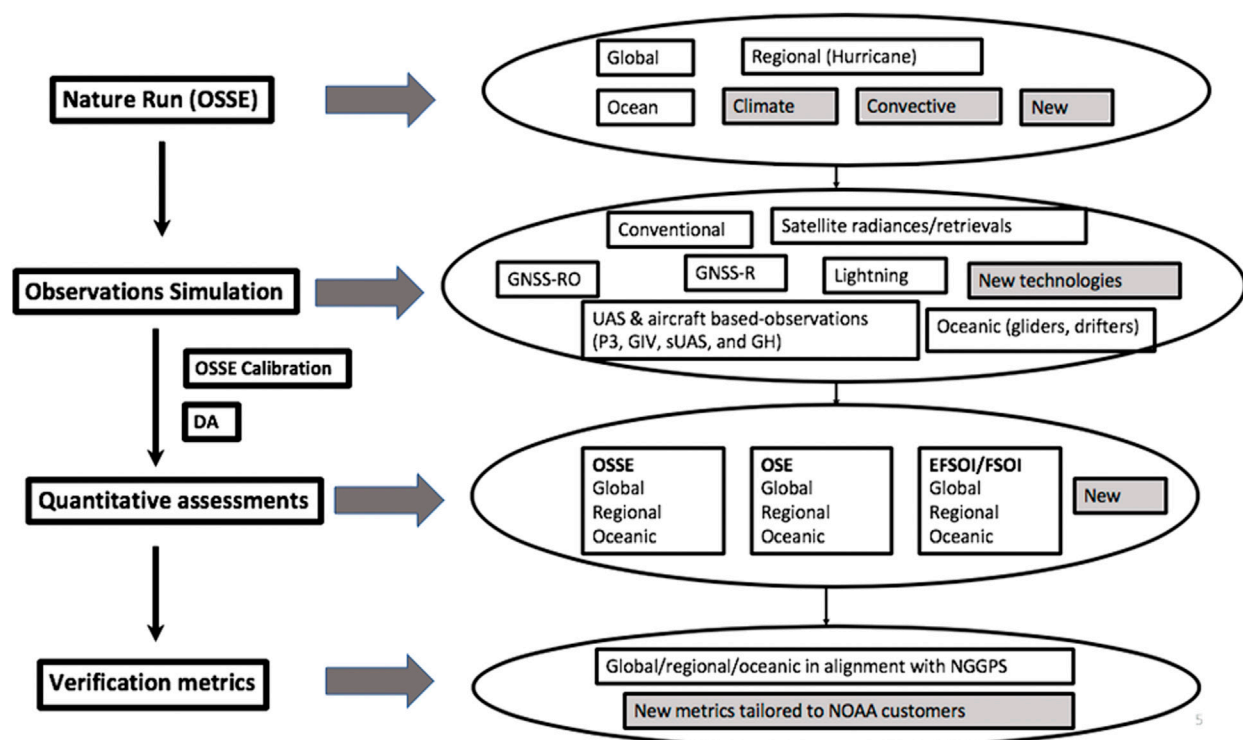 Nature Run (OSSE)
Global
Regional (Hurricane)
Ocean
Climate
Convective
New
Observations Simulation
Conventional
Satellite radiances/retrievals
GNSS-RO
GNSS-R
Lightning
New technologies
UAS & aircraft based-observations
(P3, GIV, sUAS, and GH)
Oceanic (gliders, drifters)
OSSE Calibration
DA
Quantitative assessments
OSSE
Global
Regional
Oceanic
OSE
Global
Regional
Oceanic
EFSOI/FSOI
Global
Regional
Oceanic
New
Verification metrics
Global/regional/oceanic in alignment with NGGPS
New metrics tailored to NOAA customers
5